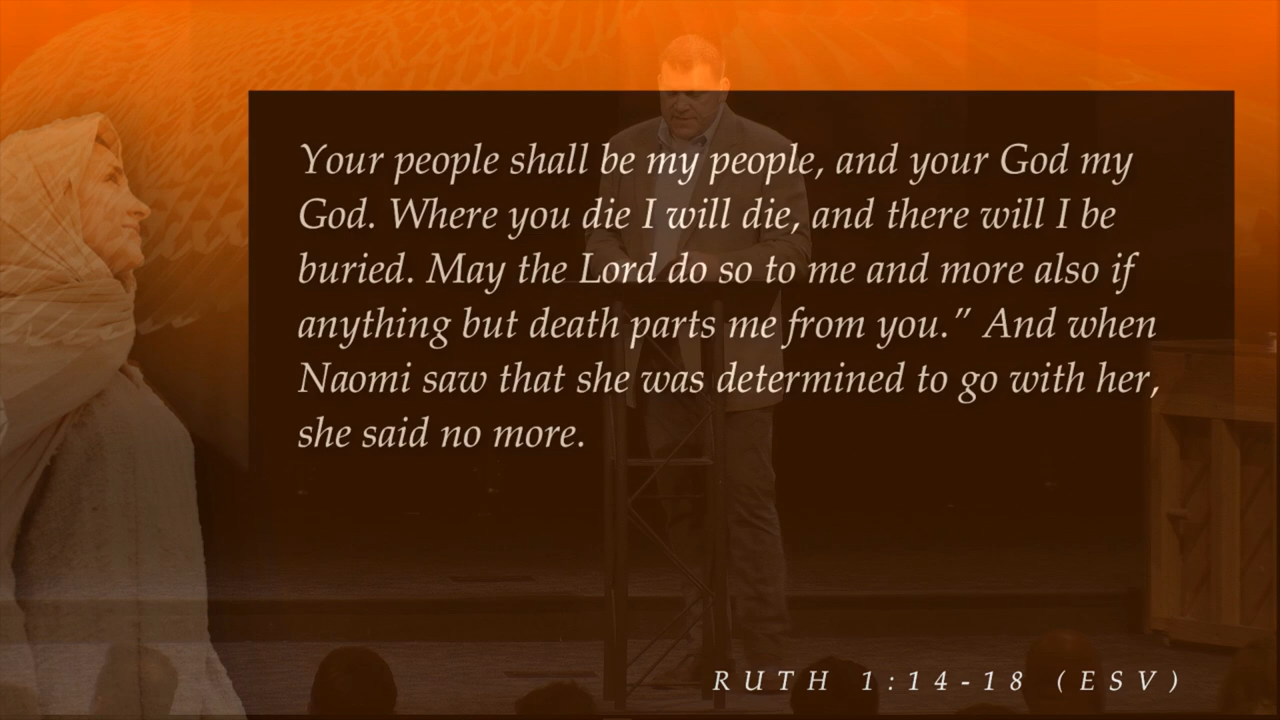 Your people shall be my people, and your God my
God. Where you die I will die, and there will I be
buried. May the Lord do so to me and more also if
anything but death parts me from you.” And when
Naomi saw that she was determined to go with her,
she said no more.
RUTH 1:14-18 (ESV)